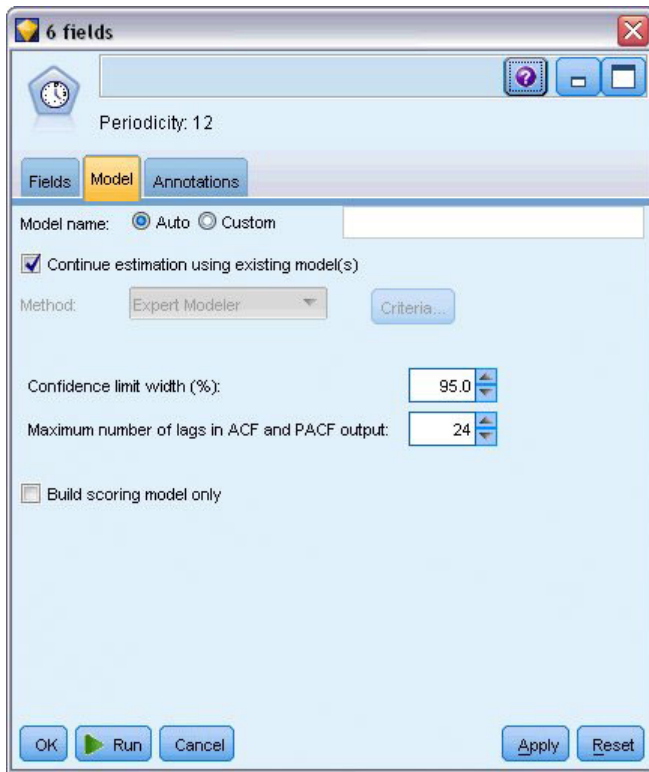 6 fields
Periodicity: 12
Fields Model Annotations
Model name: Auto Custom
Continue estimation using existing model(s)
Method: Expert Modeler Criteria...
Confidence limit width (%): 95.0
Maximum number of lags in ACF and PACF output: 24
Build scoring model only
OK Run Cancel Apply Reset